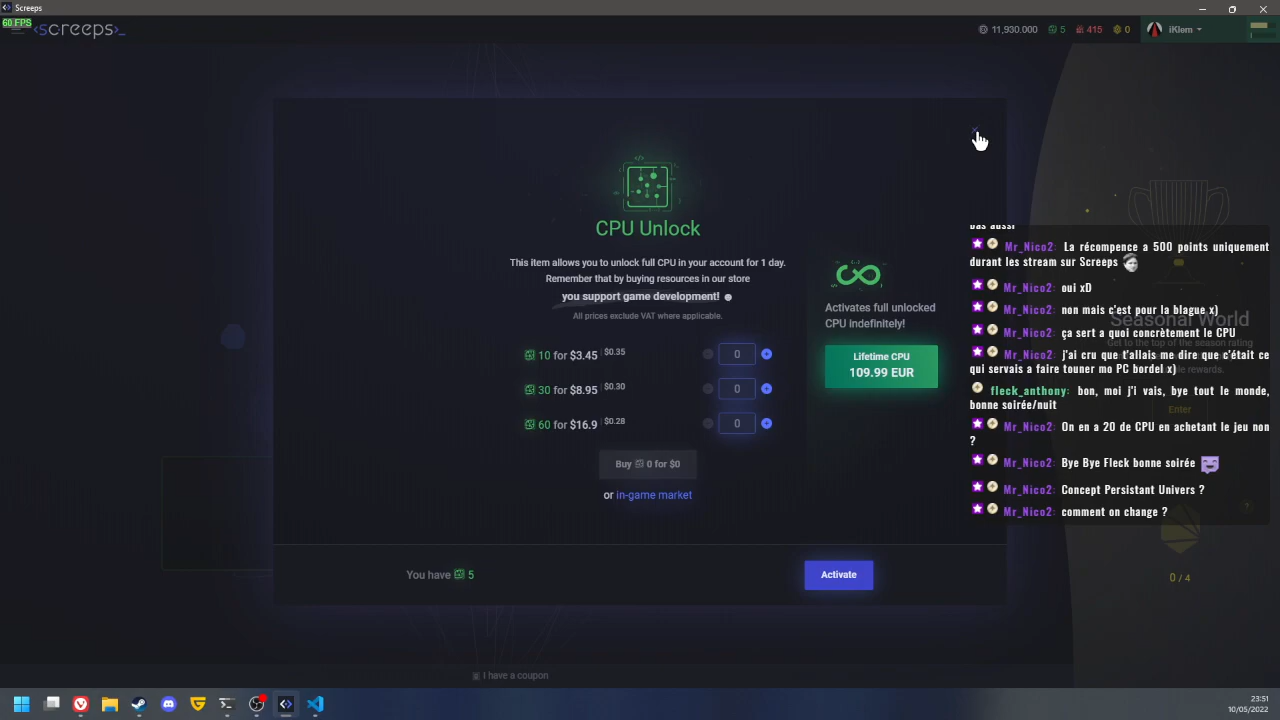 Screeps
60 FPS
screeps
11,930.000 5 415 0 iKlem
CPU Unlock
This item allows you to unlock full CPU in your account for 1 day.
Remember that by buying resources in our store
you support game development!
All prices exclude VAT where applicable.
10 for $3.45 $0.35 0
30 for $8.95 $0.30 0
60 for $16.9 $0.28 0
Buy 0 for $0
or in-game market
Activates full unlocked
CPU indefinitely!
Lifetime CPU
109.99 EUR
You have 5
Activate
Mr_Nico2: La récompence a 500 points uniquement
durant les stream sur Screeps
Mr_Nico2: oui xD
Mr_Nico2: non mais c'est pour la blague x)
Mr_Nico2: ça sert a quoi concrètement le CPU
Mr_Nico2: j'ai cru que t'allais me dire que c'était ce
qui servais a faire touner mo PC bordel x)
fleck_anthony: bon, moi j'i vais, bye tout le monde,
bonne soirée/nuit
Mr_Nico2: On en a 20 de CPU en achetant le jeu non
?
Mr_Nico2: Bye Bye Fleck bonne soirée
Mr_Nico2: Concept Persistant Univers ?
Mr_Nico2: comment on change ?
Seasonal World
Get to the top of the season rating
Enter
0 / 4
I have a coupon
23:51
10/05/2022